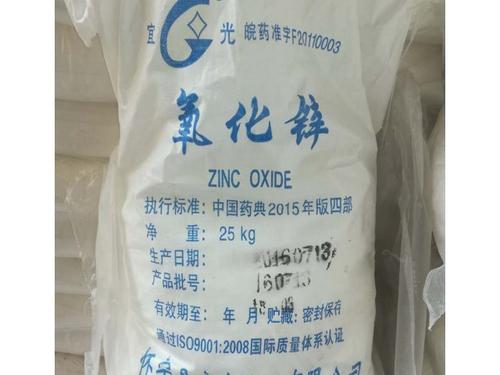 宜 光 皖药准字F20110003
氧化锌
ZINC OXIDE
执行标准：中国药典2015年版四部
净 重：25 kg
生产日期： 20160713
产品批号： 160713
有效期至： 年 月 贮藏：密封保存
通过ISO9001:2008国际质量体系认证
公司